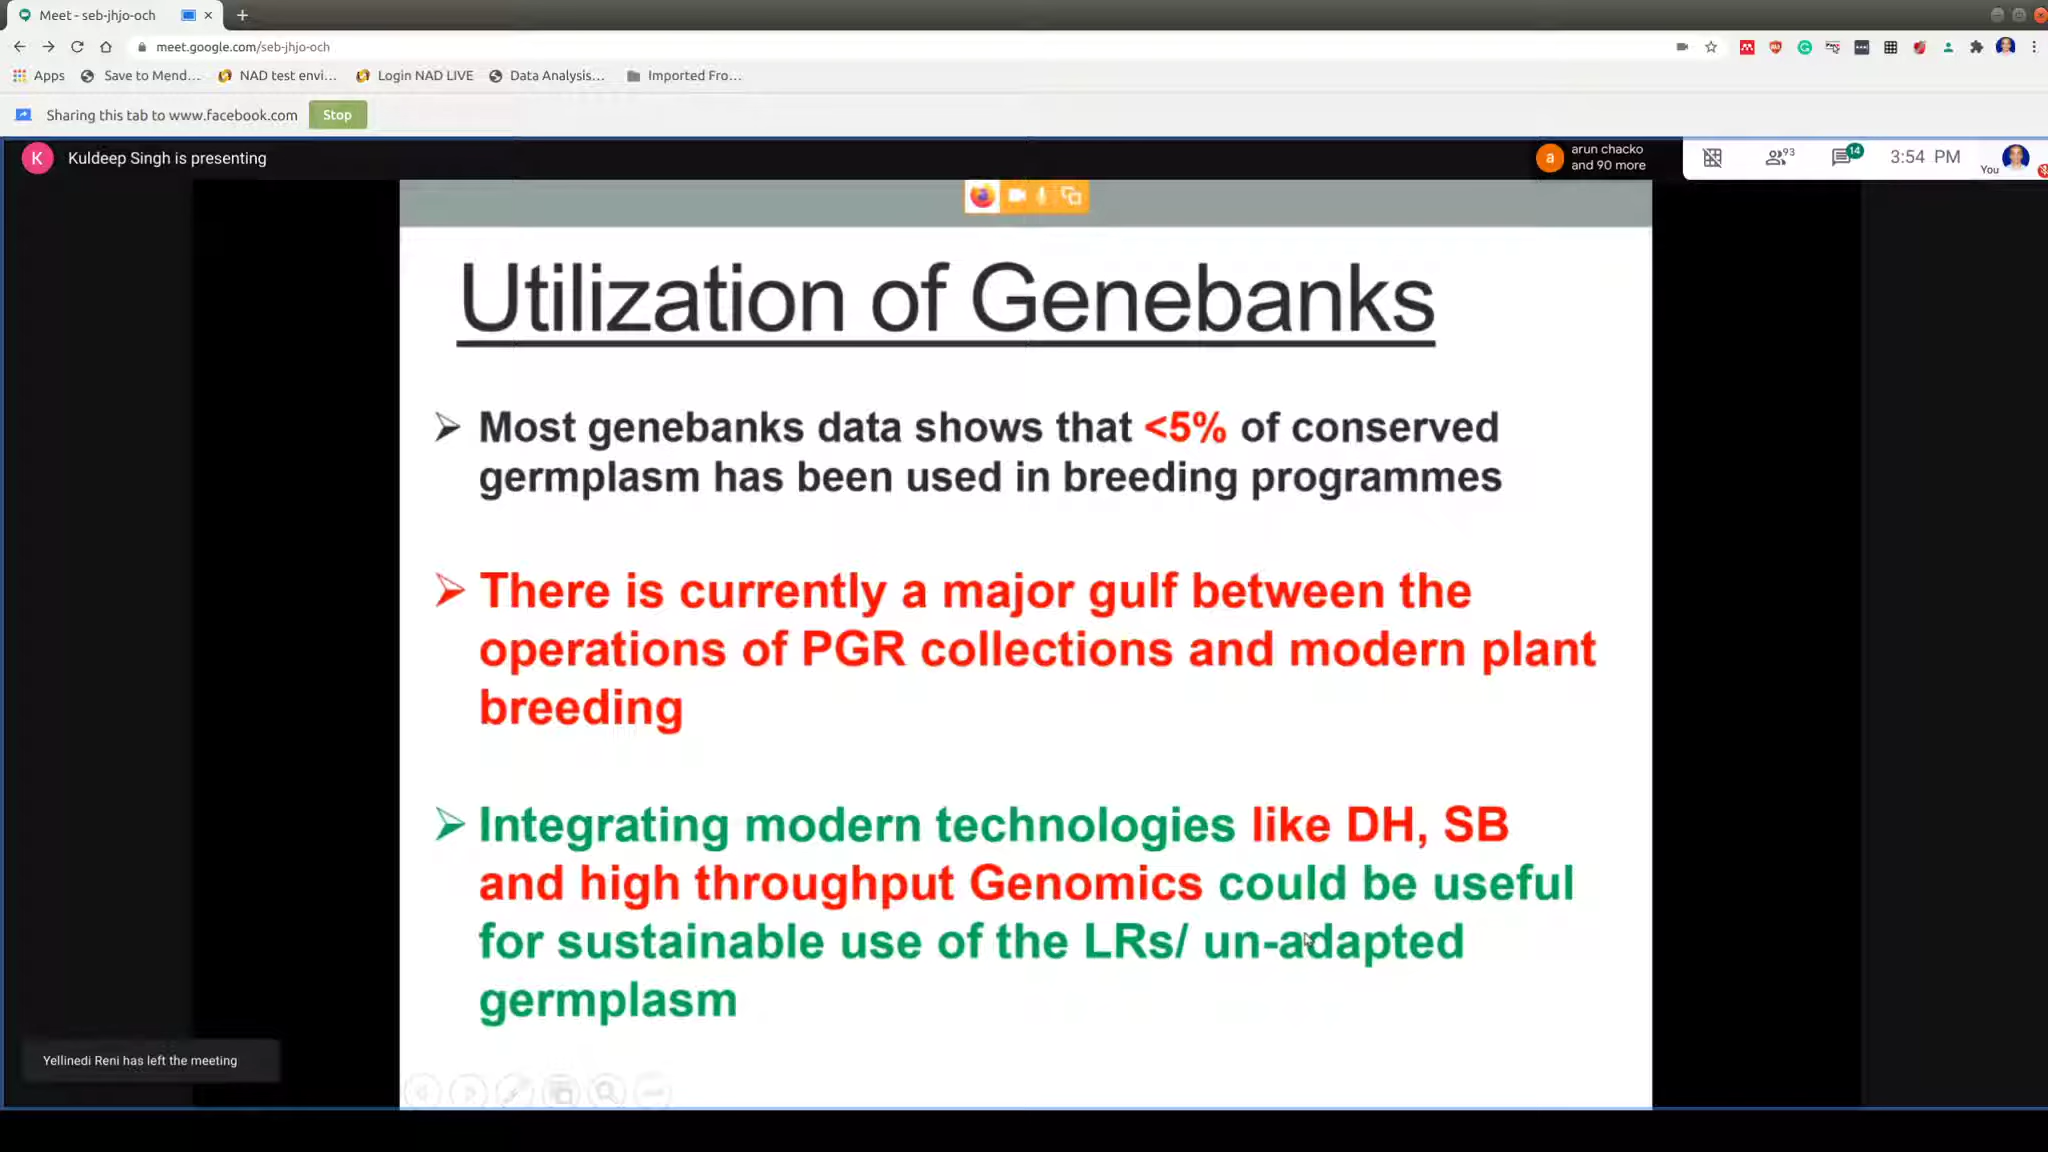 Meet - seb-jhjo-och
meet.google.com/seb-jhjo-och
Apps Save to Mend... NAD test envi... Login NAD LIVE Data Analysis... Imported Fro...
Sharing this tab to www.facebook.com Stop
K Kuldeep Singh is presenting
a arun chacko
and 90 more
93 14 3:54 PM You
Utilization of Genebanks
Most genebanks data shows that <5% of conserved
germplasm has been used in breeding programmes
There is currently a major gulf between the
operations of PGR collections and modern plant
breeding
Integrating modern technologies like DH, SB
and high throughput Genomics could be useful
for sustainable use of the LRs/ un-adapted
germplasm
Yellinedi Reni has left the meeting